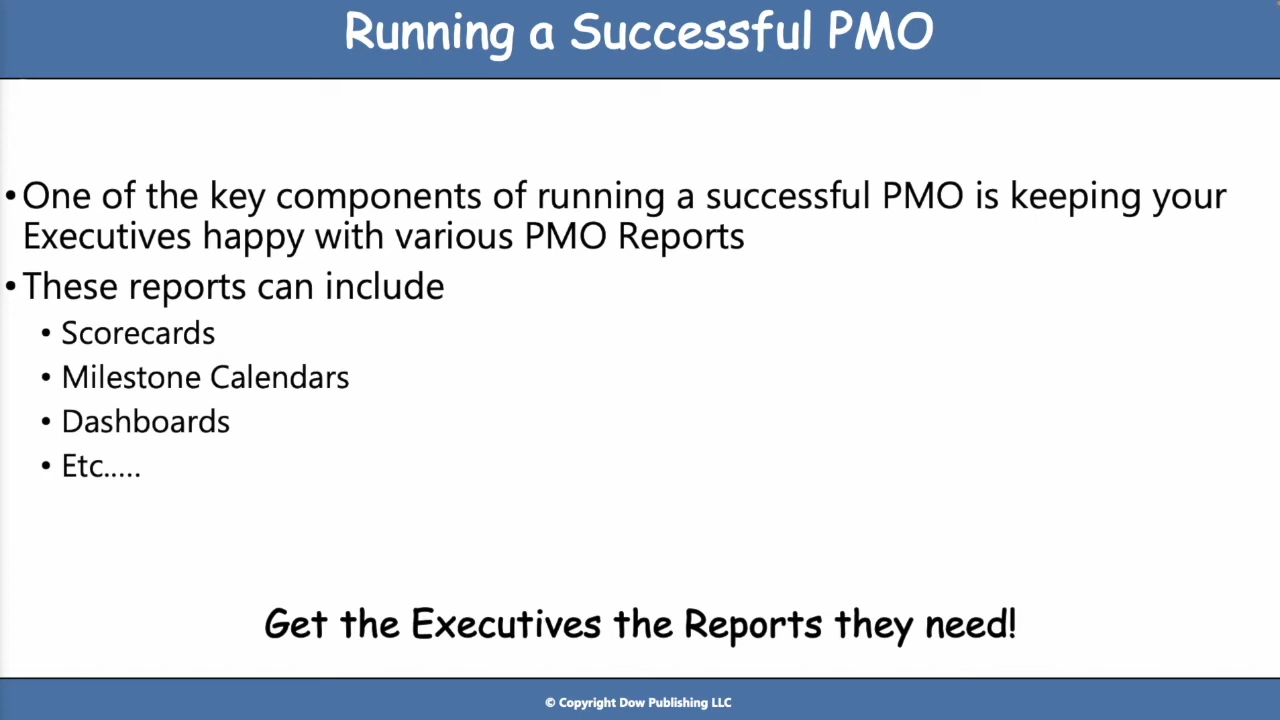 Running a Successful PMO
•One of the key components of running a successful PMO is keeping your
Executives happy with various PMO Reports
•These reports can include
• Scorecards
• Milestone Calendars
• Dashboards
• Etc.....
Get the Executives the Reports they need!
© Copyright Dow Publishing LLC